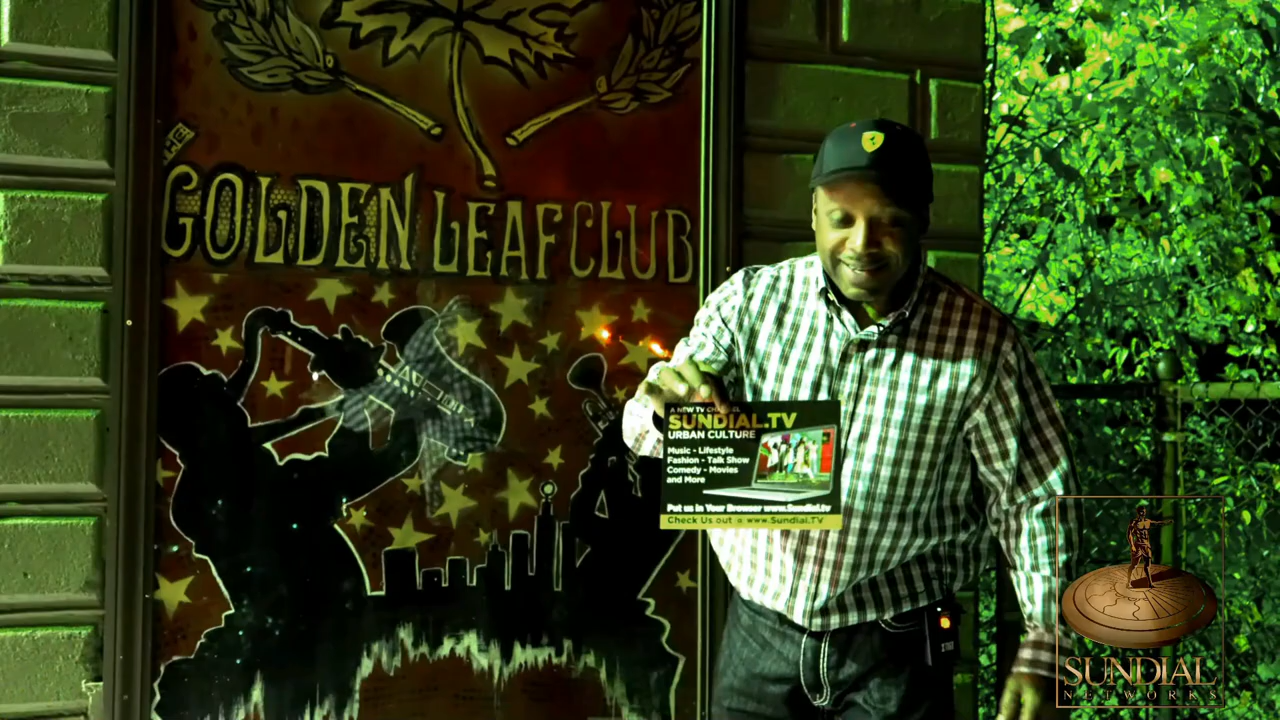 THE
GOLDEN LEAF CLUB
A NEW TV CHANNEL
SUNDIAL.TV
URBAN CULTURE
Music - Lifestyle
Fashion - Talk Show
Comedy - Movies
and More
Put us in Your Browser www.Sundial.tv
Check Us out @ www.Sundial.TV
SUNDIAL
NETWORKS